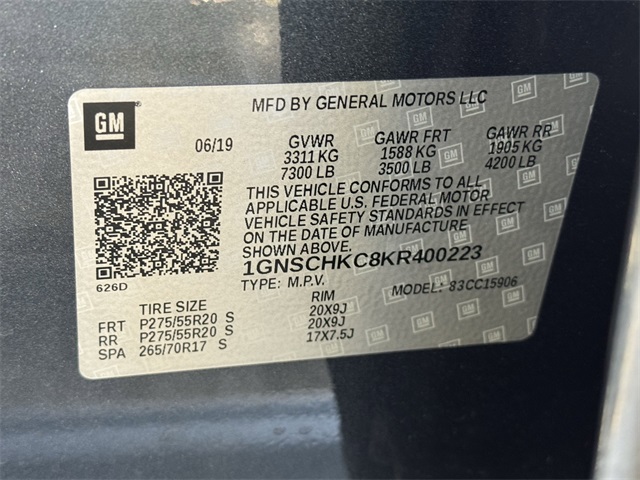 MFD BY GENERAL MOTORS LLC
GM
06/19 GVWR GAWR FRT GAWR RR
3311 KG 1588 KG 1905 KG
7300 LB 3500 LB 4200 LB
THIS VEHICLE CONFORMS TO ALL
APPLICABLE U.S. FEDERAL MOTOR
VEHICLE SAFETY STANDARDS IN EFFECT
ON THE DATE OF MANUFACTURE
SHOWN ABOVE.
1GNSCHKC8KR400223
626D
TYPE: M.P.V. MODEL: 83CC15906
TIRE SIZE RIM
FRT P275/55R20 S 20X9J
RR P275/55R20 S 20X9J
SPA 265/70R17 S 17X7.5J